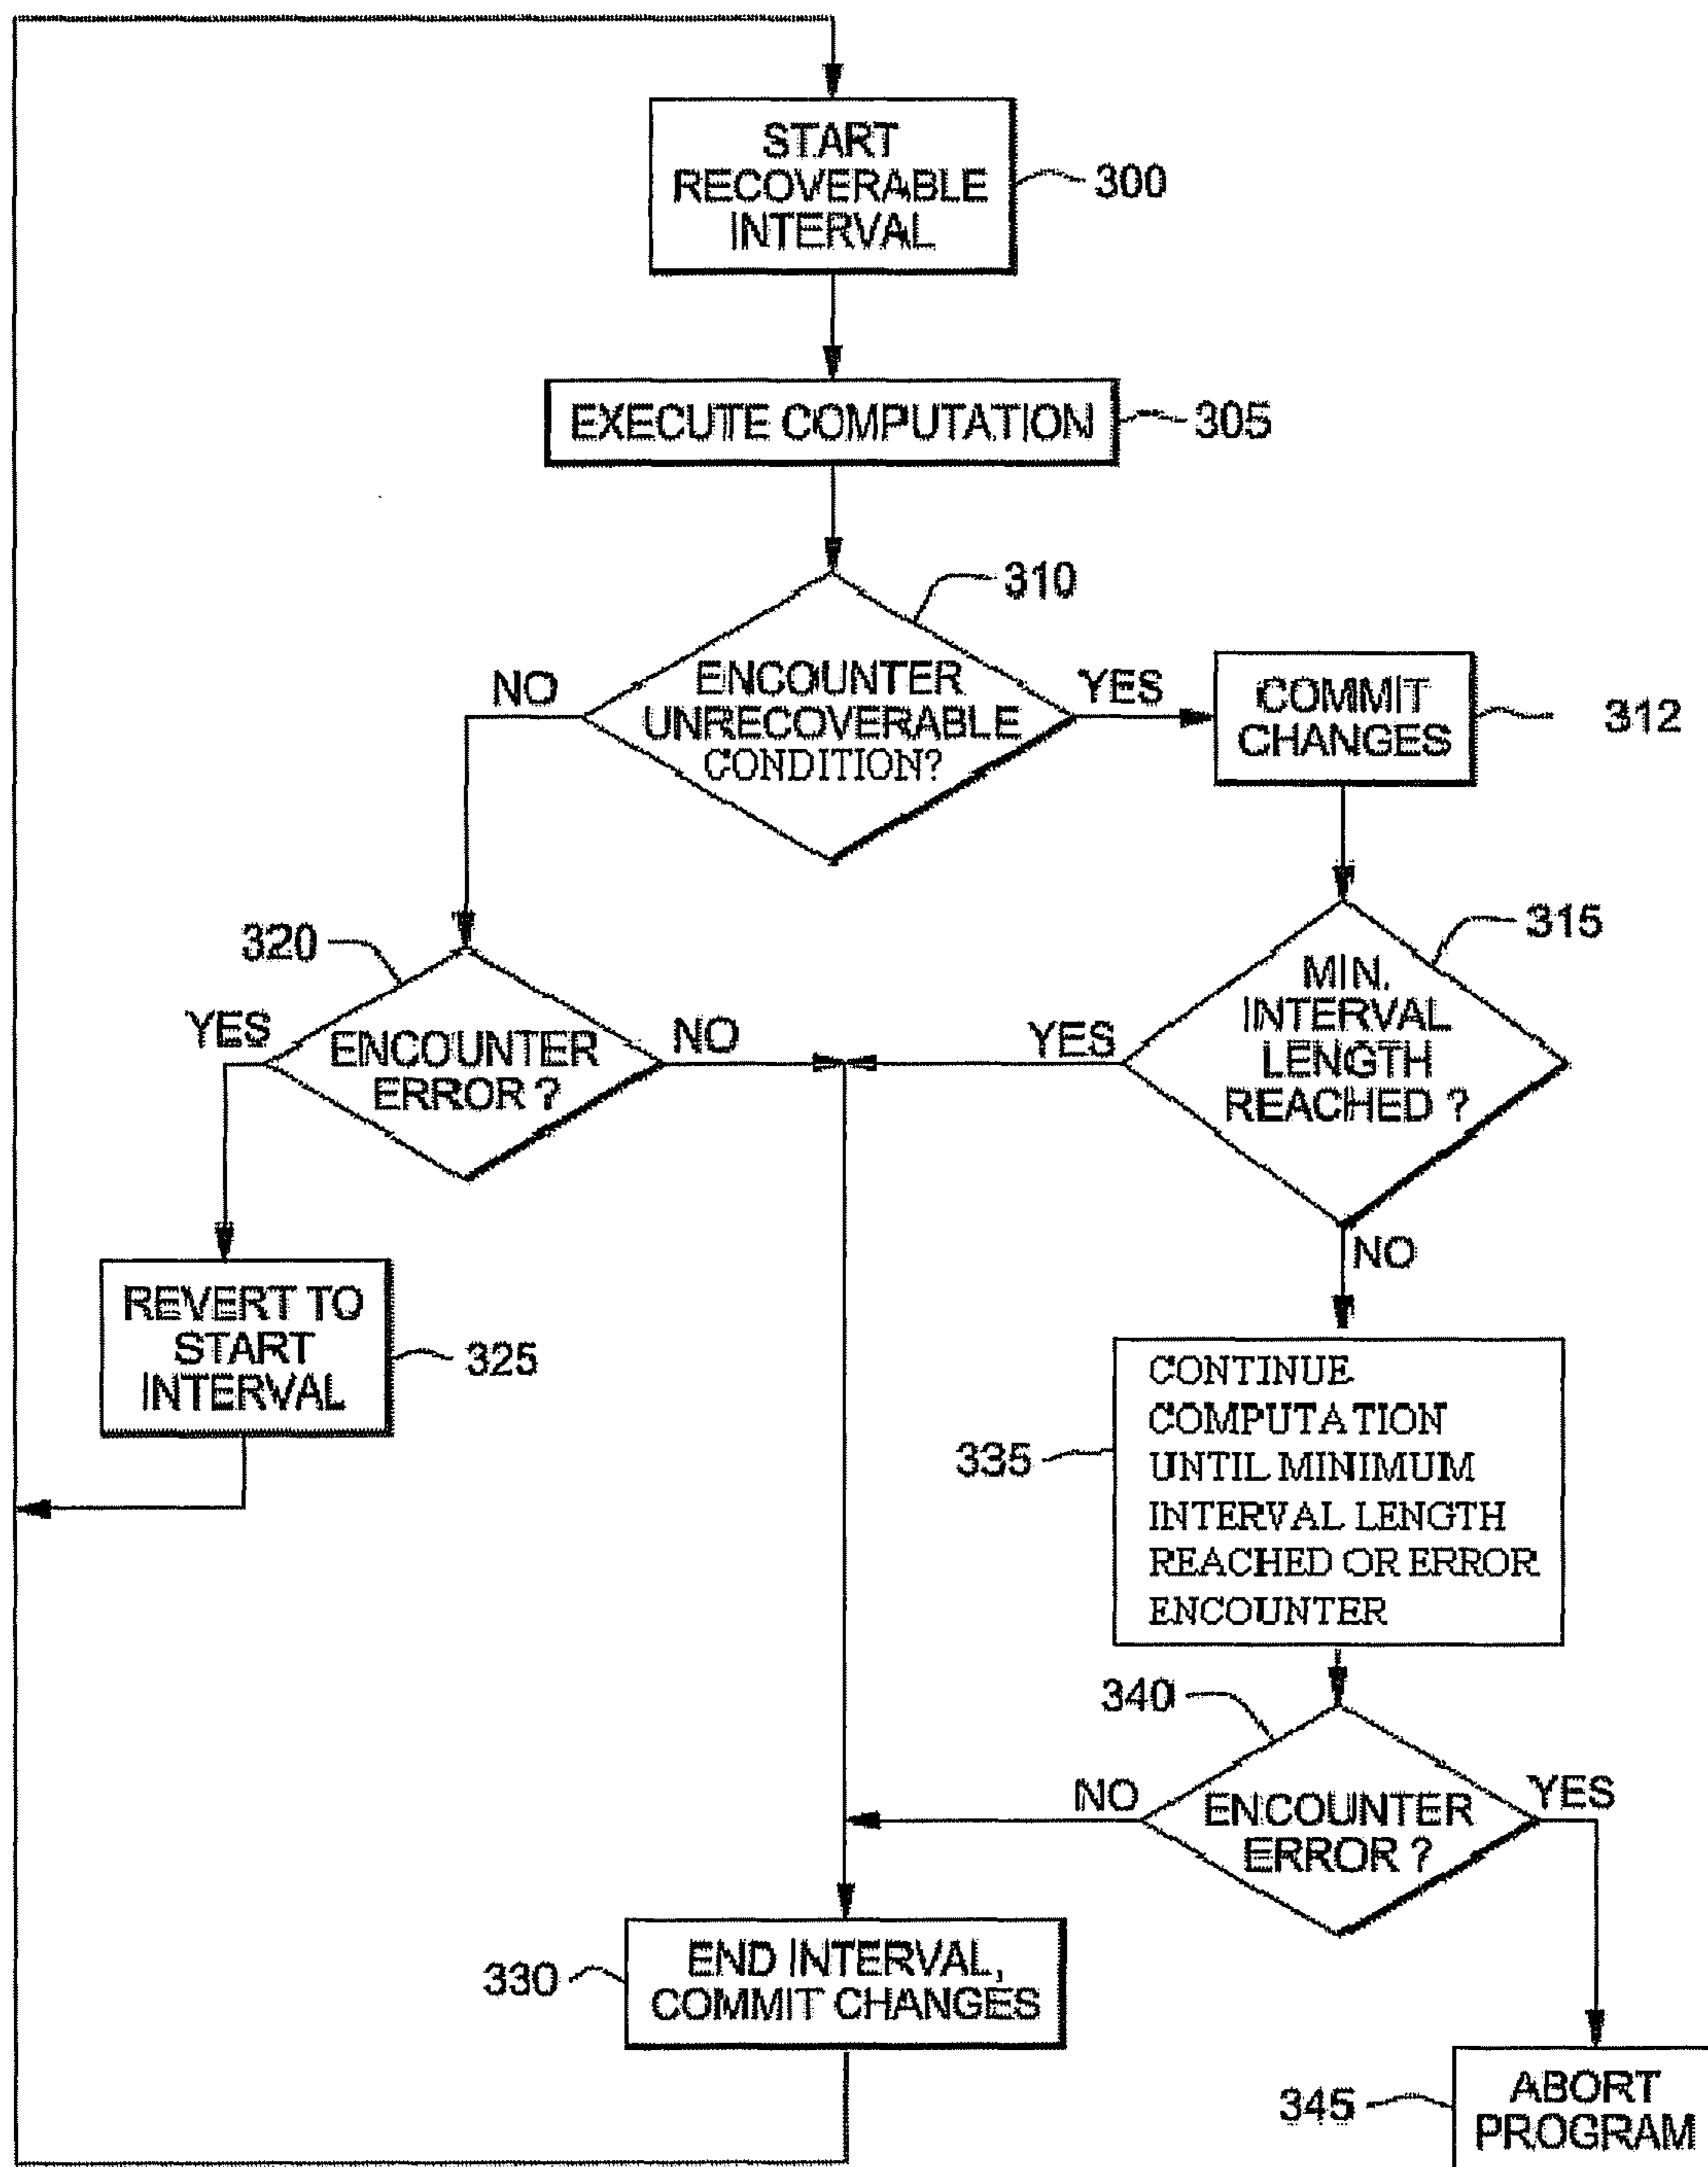 START
RECOVERABLE
INTERVAL
300
EXECUTE COMPUTATION
305
310
ENCOUNTER
UNRECOVERABLE
CONDITION?
NO
YES
COMMIT
CHANGES
312
320
315
ENCOUNTER
ERROR ?
YES
NO
MIN.
INTERVAL
LENGTH
REACHED ?
YES
NO
REVERT TO
START
INTERVAL
325
335
CONTINUE
COMPUTATION
UNTIL MINIMUM
INTERVAL LENGTH
REACHED OR ERROR
ENCOUNTER
340
NO
ENCOUNTER
ERROR ?
YES
330
END INTERVAL,
COMMIT CHANGES
345
ABORT
PROGRAM